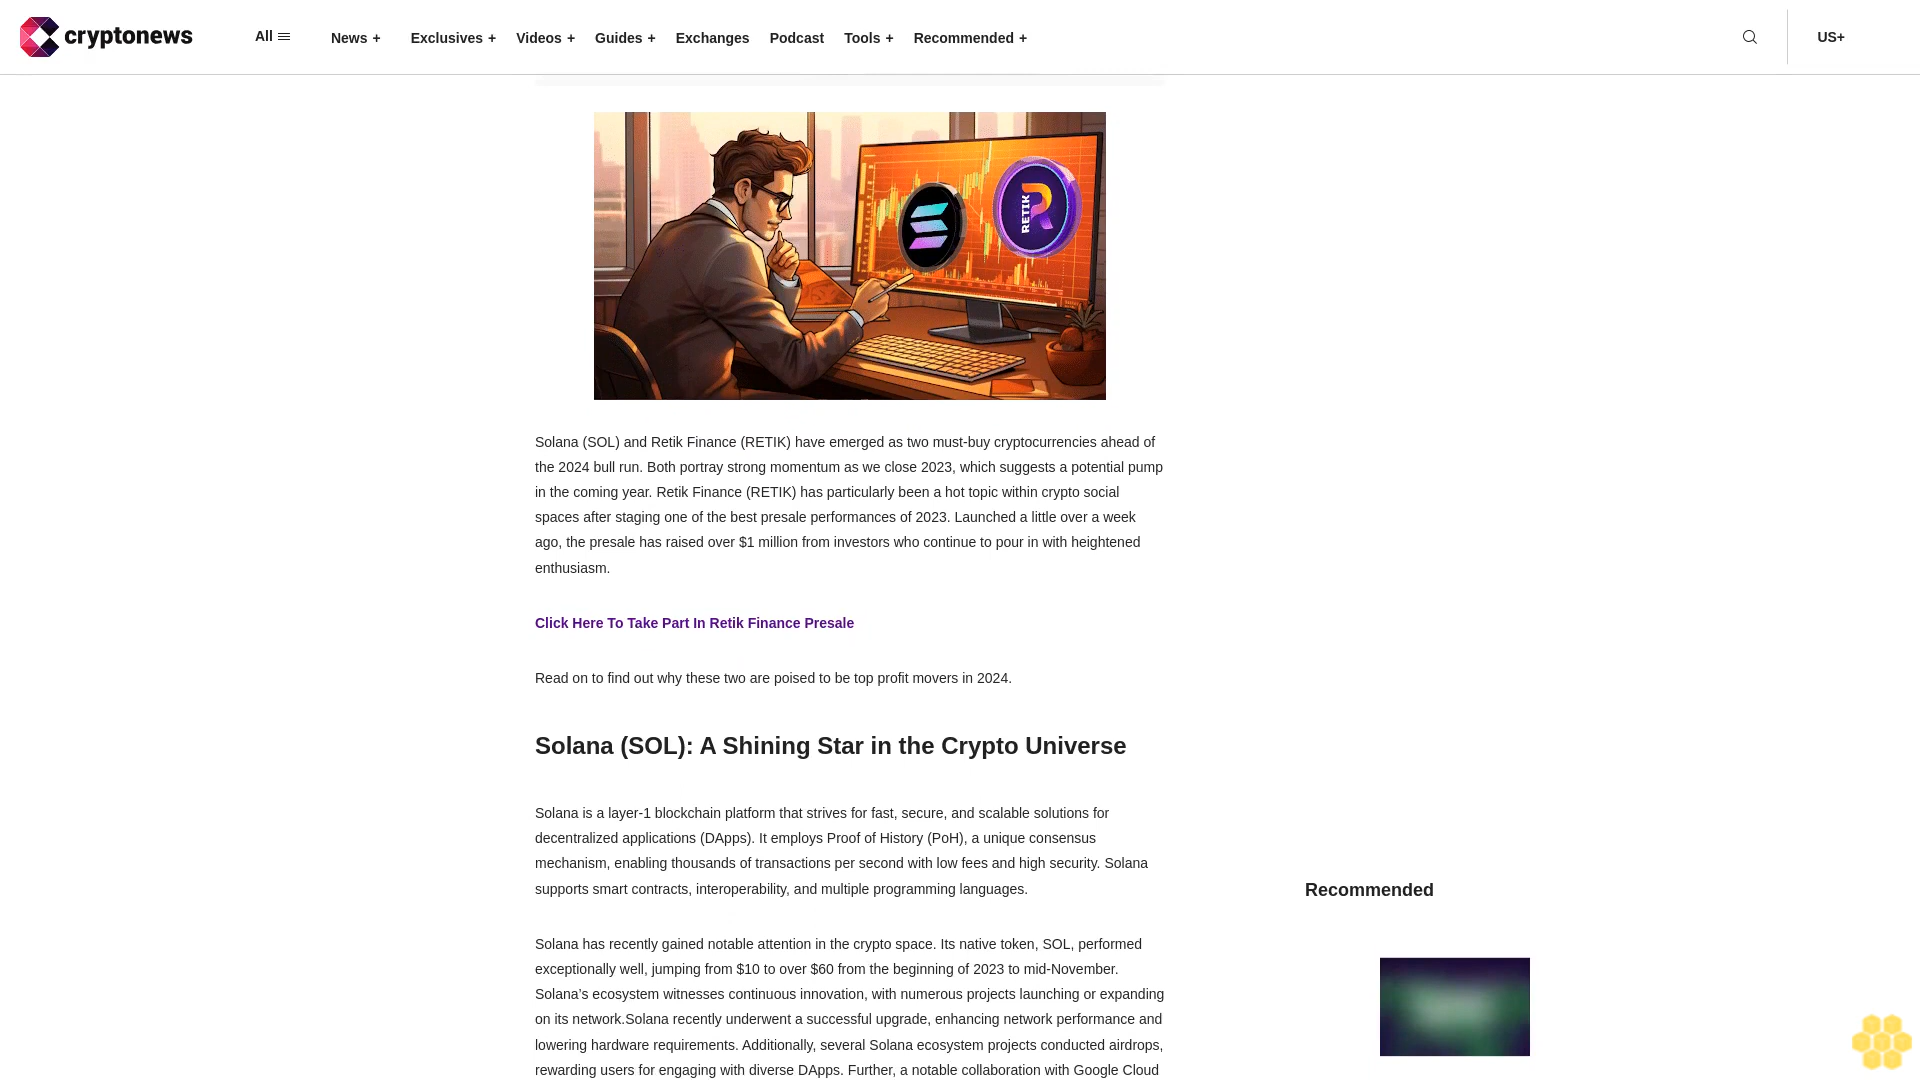 cryptonews
All
News +
Exclusives +
Videos +
Guides +
Exchanges
Podcast
Tools +
Recommended +
US+
RETIK
Solana (SOL) and Retik Finance (RETIK) have emerged as two must-buy cryptocurrencies ahead of
the 2024 bull run. Both portray strong momentum as we close 2023, which suggests a potential pump
in the coming year. Retik Finance (RETIK) has particularly been a hot topic within crypto social
spaces after staging one of the best presale performances of 2023. Launched a little over a week
ago, the presale has raised over $1 million from investors who continue to pour in with heightened
enthusiasm.
Click Here To Take Part In Retik Finance Presale
Read on to find out why these two are poised to be top profit movers in 2024.
Solana (SOL): A Shining Star in the Crypto Universe
Solana is a layer-1 blockchain platform that strives for fast, secure, and scalable solutions for
decentralized applications (DApps). It employs Proof of History (PoH), a unique consensus
mechanism, enabling thousands of transactions per second with low fees and high security. Solana
supports smart contracts, interoperability, and multiple programming languages.
Solana has recently gained notable attention in the crypto space. Its native token, SOL, performed
exceptionally well, jumping from $10 to over $60 from the beginning of 2023 to mid-November.
Solana’s ecosystem witnesses continuous innovation, with numerous projects launching or expanding
on its network.Solana recently underwent a successful upgrade, enhancing network performance and
lowering hardware requirements. Additionally, several Solana ecosystem projects conducted airdrops,
rewarding users for engaging with diverse DApps. Further, a notable collaboration with Google Cloud
Recommended